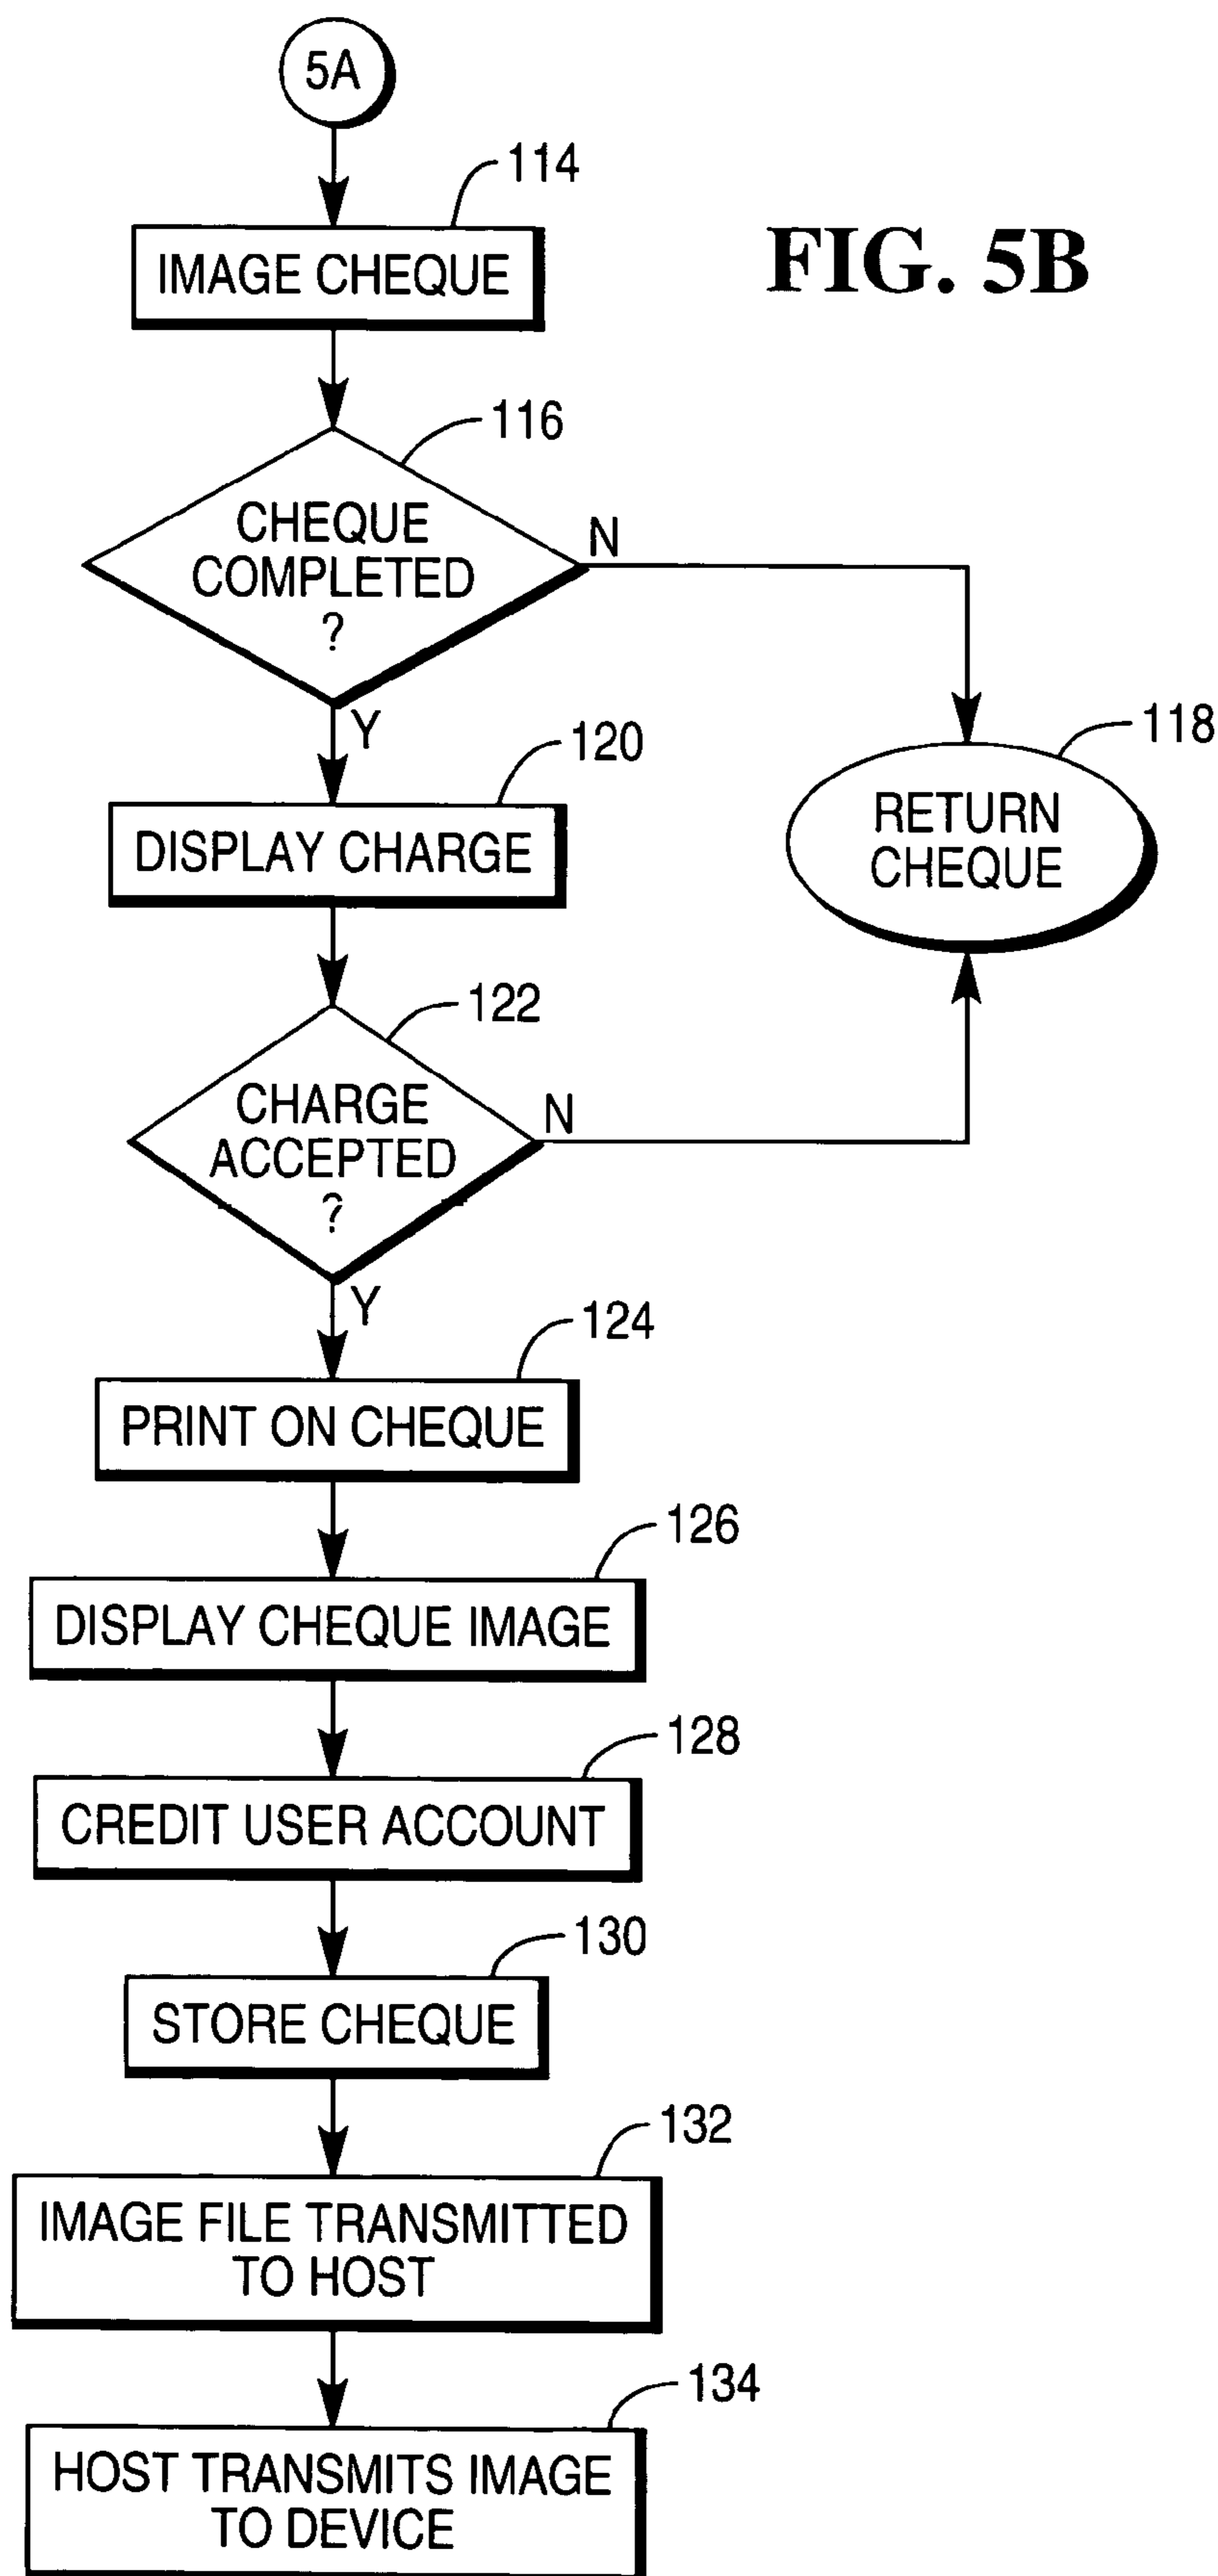 5A
114
IMAGE CHEQUE
FIG. 5B
116
CHEQUE
COMPLETED
?
N
Y
118
RETURN
CHEQUE
120
DISPLAY CHARGE
122
CHARGE
ACCEPTED
?
N
Y
124
PRINT ON CHEQUE
126
DISPLAY CHEQUE IMAGE
128
CREDIT USER ACCOUNT
130
STORE CHEQUE
132
IMAGE FILE TRANSMITTED
TO HOST
134
HOST TRANSMITS IMAGE
TO DEVICE